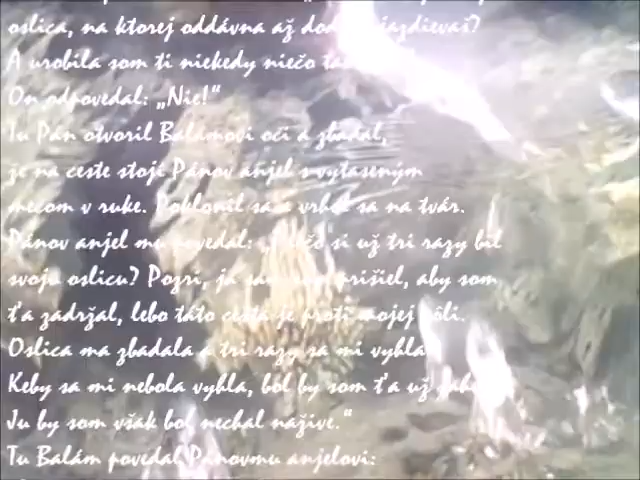 oslica, na ktorej oddávna až jazdievaš?
A urobila som ti niekedy niečo
On odpovedal: „Nie!“
Tu Pán otvoril Balámovi oči a zbadal,
že na ceste stojí Pánov anjel s vytaseným
mečom v ruke. Poklonil sa a vrhol sa na tvár.
Pánov anjel mu povedal: „Prečo si už tri razy bil
svoju oslicu? Pozri, ja som prišiel, aby som
ťa zadržal, lebo táto cesta je proti mojej vôli.
Oslica ma zbadala a tri razy sa mi vyhla.
Keby sa mi nebola vyhla, bol by som ťa už
Ju by som však bol nechal nažive.“
Tu Balám povedal Pánovmu anjelovi: